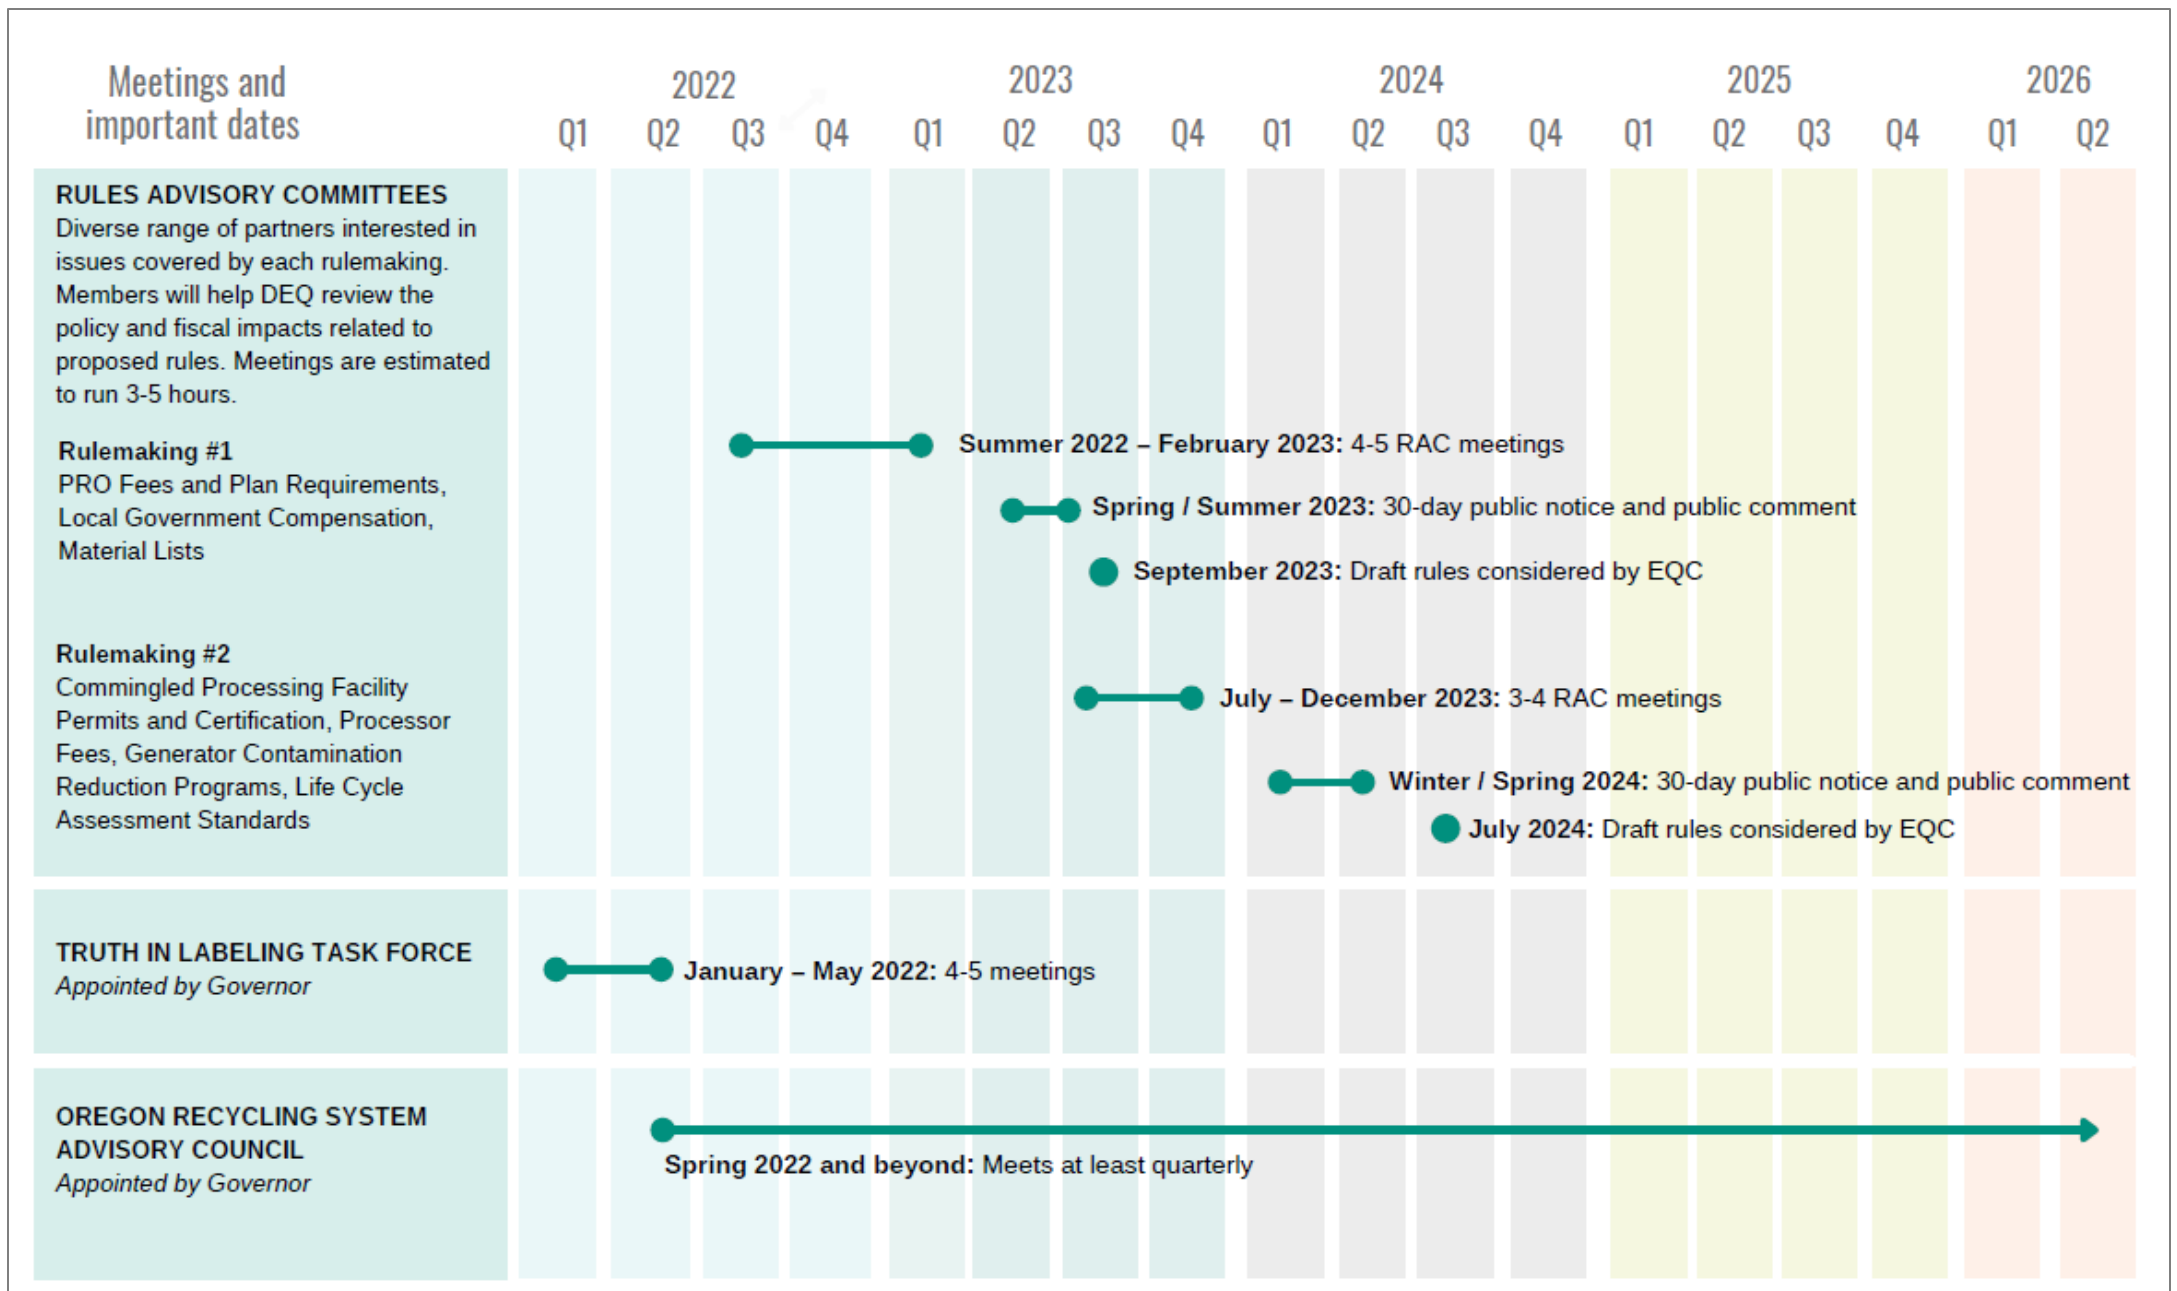 Meetings and
important dates
2022
2023
2024
2025
2026
Q1 Q2 Q3 Q4 Q1 Q2 Q3 Q4 Q1 Q2 Q3 Q4 Q1 Q2 Q3 Q4 Q1 Q2
RULES ADVISORY COMMITTEES
Diverse range of partners interested in
issues covered by each rulemaking.
Members will help DEQ review the
policy and fiscal impacts related to
proposed rules. Meetings are estimated
to run 3-5 hours.
Rulemaking #1
PRO Fees and Plan Requirements,
Local Government Compensation,
Material Lists
Summer 2022 – February 2023: 4-5 RAC meetings
Spring / Summer 2023: 30-day public notice and public comment
September 2023: Draft rules considered by EQC
Rulemaking #2
Commingled Processing Facility
Permits and Certification, Processor
Fees, Generator Contamination
Reduction Programs, Life Cycle
Assessment Standards
July – December 2023: 3-4 RAC meetings
Winter / Spring 2024: 30-day public notice and public comment
July 2024: Draft rules considered by EQC
TRUTH IN LABELING TASK FORCE
Appointed by Governor
January – May 2022: 4-5 meetings
OREGON RECYCLING SYSTEM
ADVISORY COUNCIL
Appointed by Governor
Spring 2022 and beyond: Meets at least quarterly